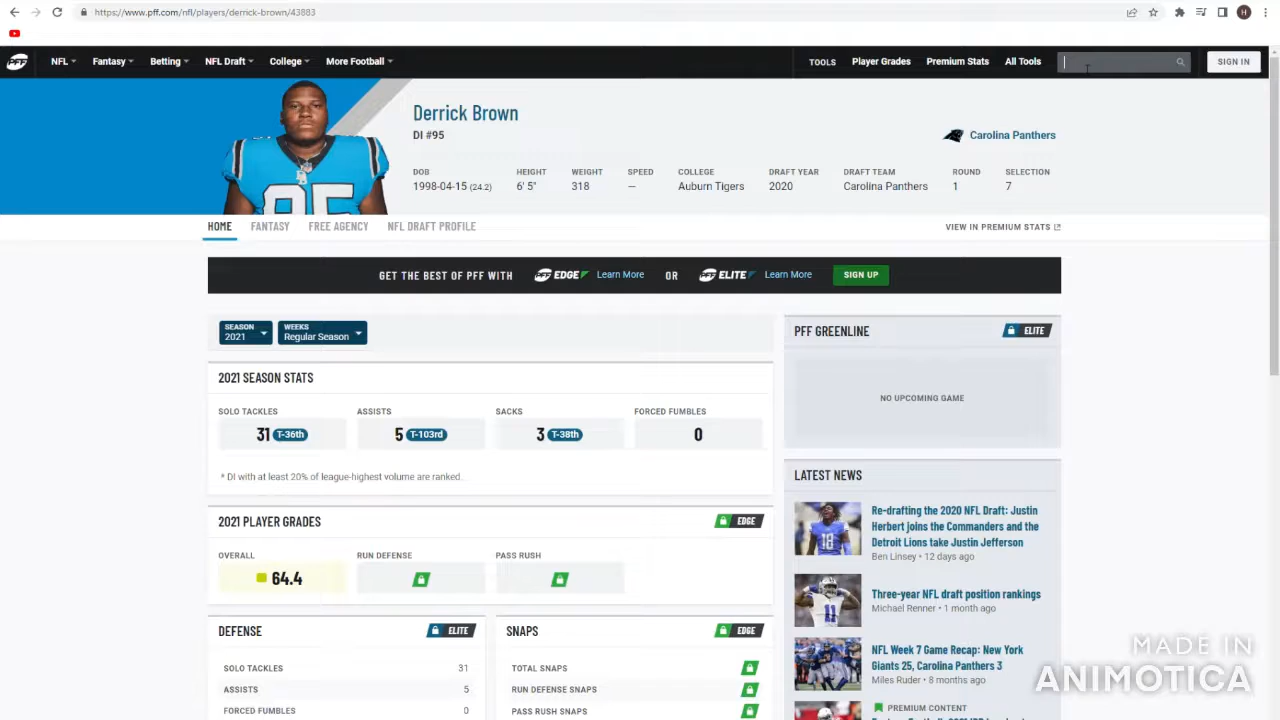 https://www.pff.com/nfl/players/derrick-brown/43883
H
PFF NFL Fantasy Betting NFL Draft College More Football TOOLS Player Grades Premium Stats All Tools SIGN IN
Derrick Brown
DI #95
Carolina Panthers
DOB HEIGHT WEIGHT SPEED COLLEGE DRAFT YEAR DRAFT TEAM ROUND SELECTION
1998-04-15 (24.2) 6' 5" 318 — Auburn Tigers 2020 Carolina Panthers 1 7
HOME FANTASY FREE AGENCY NFL DRAFT PROFILE VIEW IN PREMIUM STATS
GET THE BEST OF PFF WITH PFF EDGE Learn More OR PFF ELITE Learn More SIGN UP
SEASON
2021
WEEKS
Regular Season
2021 SEASON STATS
SOLO TACKLES ASSISTS SACKS FORCED FUMBLES
31 T-36th 5 T-103rd 3 T-38th 0
* DI with at least 20% of league-highest volume are ranked.
2021 PLAYER GRADES EDGE
OVERALL RUN DEFENSE PASS RUSH
64.4
DEFENSE ELITE
SOLO TACKLES 31
ASSISTS 5
FORCED FUMBLES 0
SNAPS EDGE
TOTAL SNAPS
RUN DEFENSE SNAPS
PASS RUSH SNAPS
PFF GREENLINE ELITE
NO UPCOMING GAME
LATEST NEWS
Re-drafting the 2020 NFL Draft: Justin
Herbert joins the Commanders and the
Detroit Lions take Justin Jefferson
Ben Linsey • 12 days ago
Three-year NFL draft position rankings
Michael Renner • 1 month ago
NFL Week 7 Game Recap: New York
Giants 25, Carolina Panthers 3
Miles Ruder • 8 months ago
PREMIUM CONTENT
MADE IN
ANIMOTICA